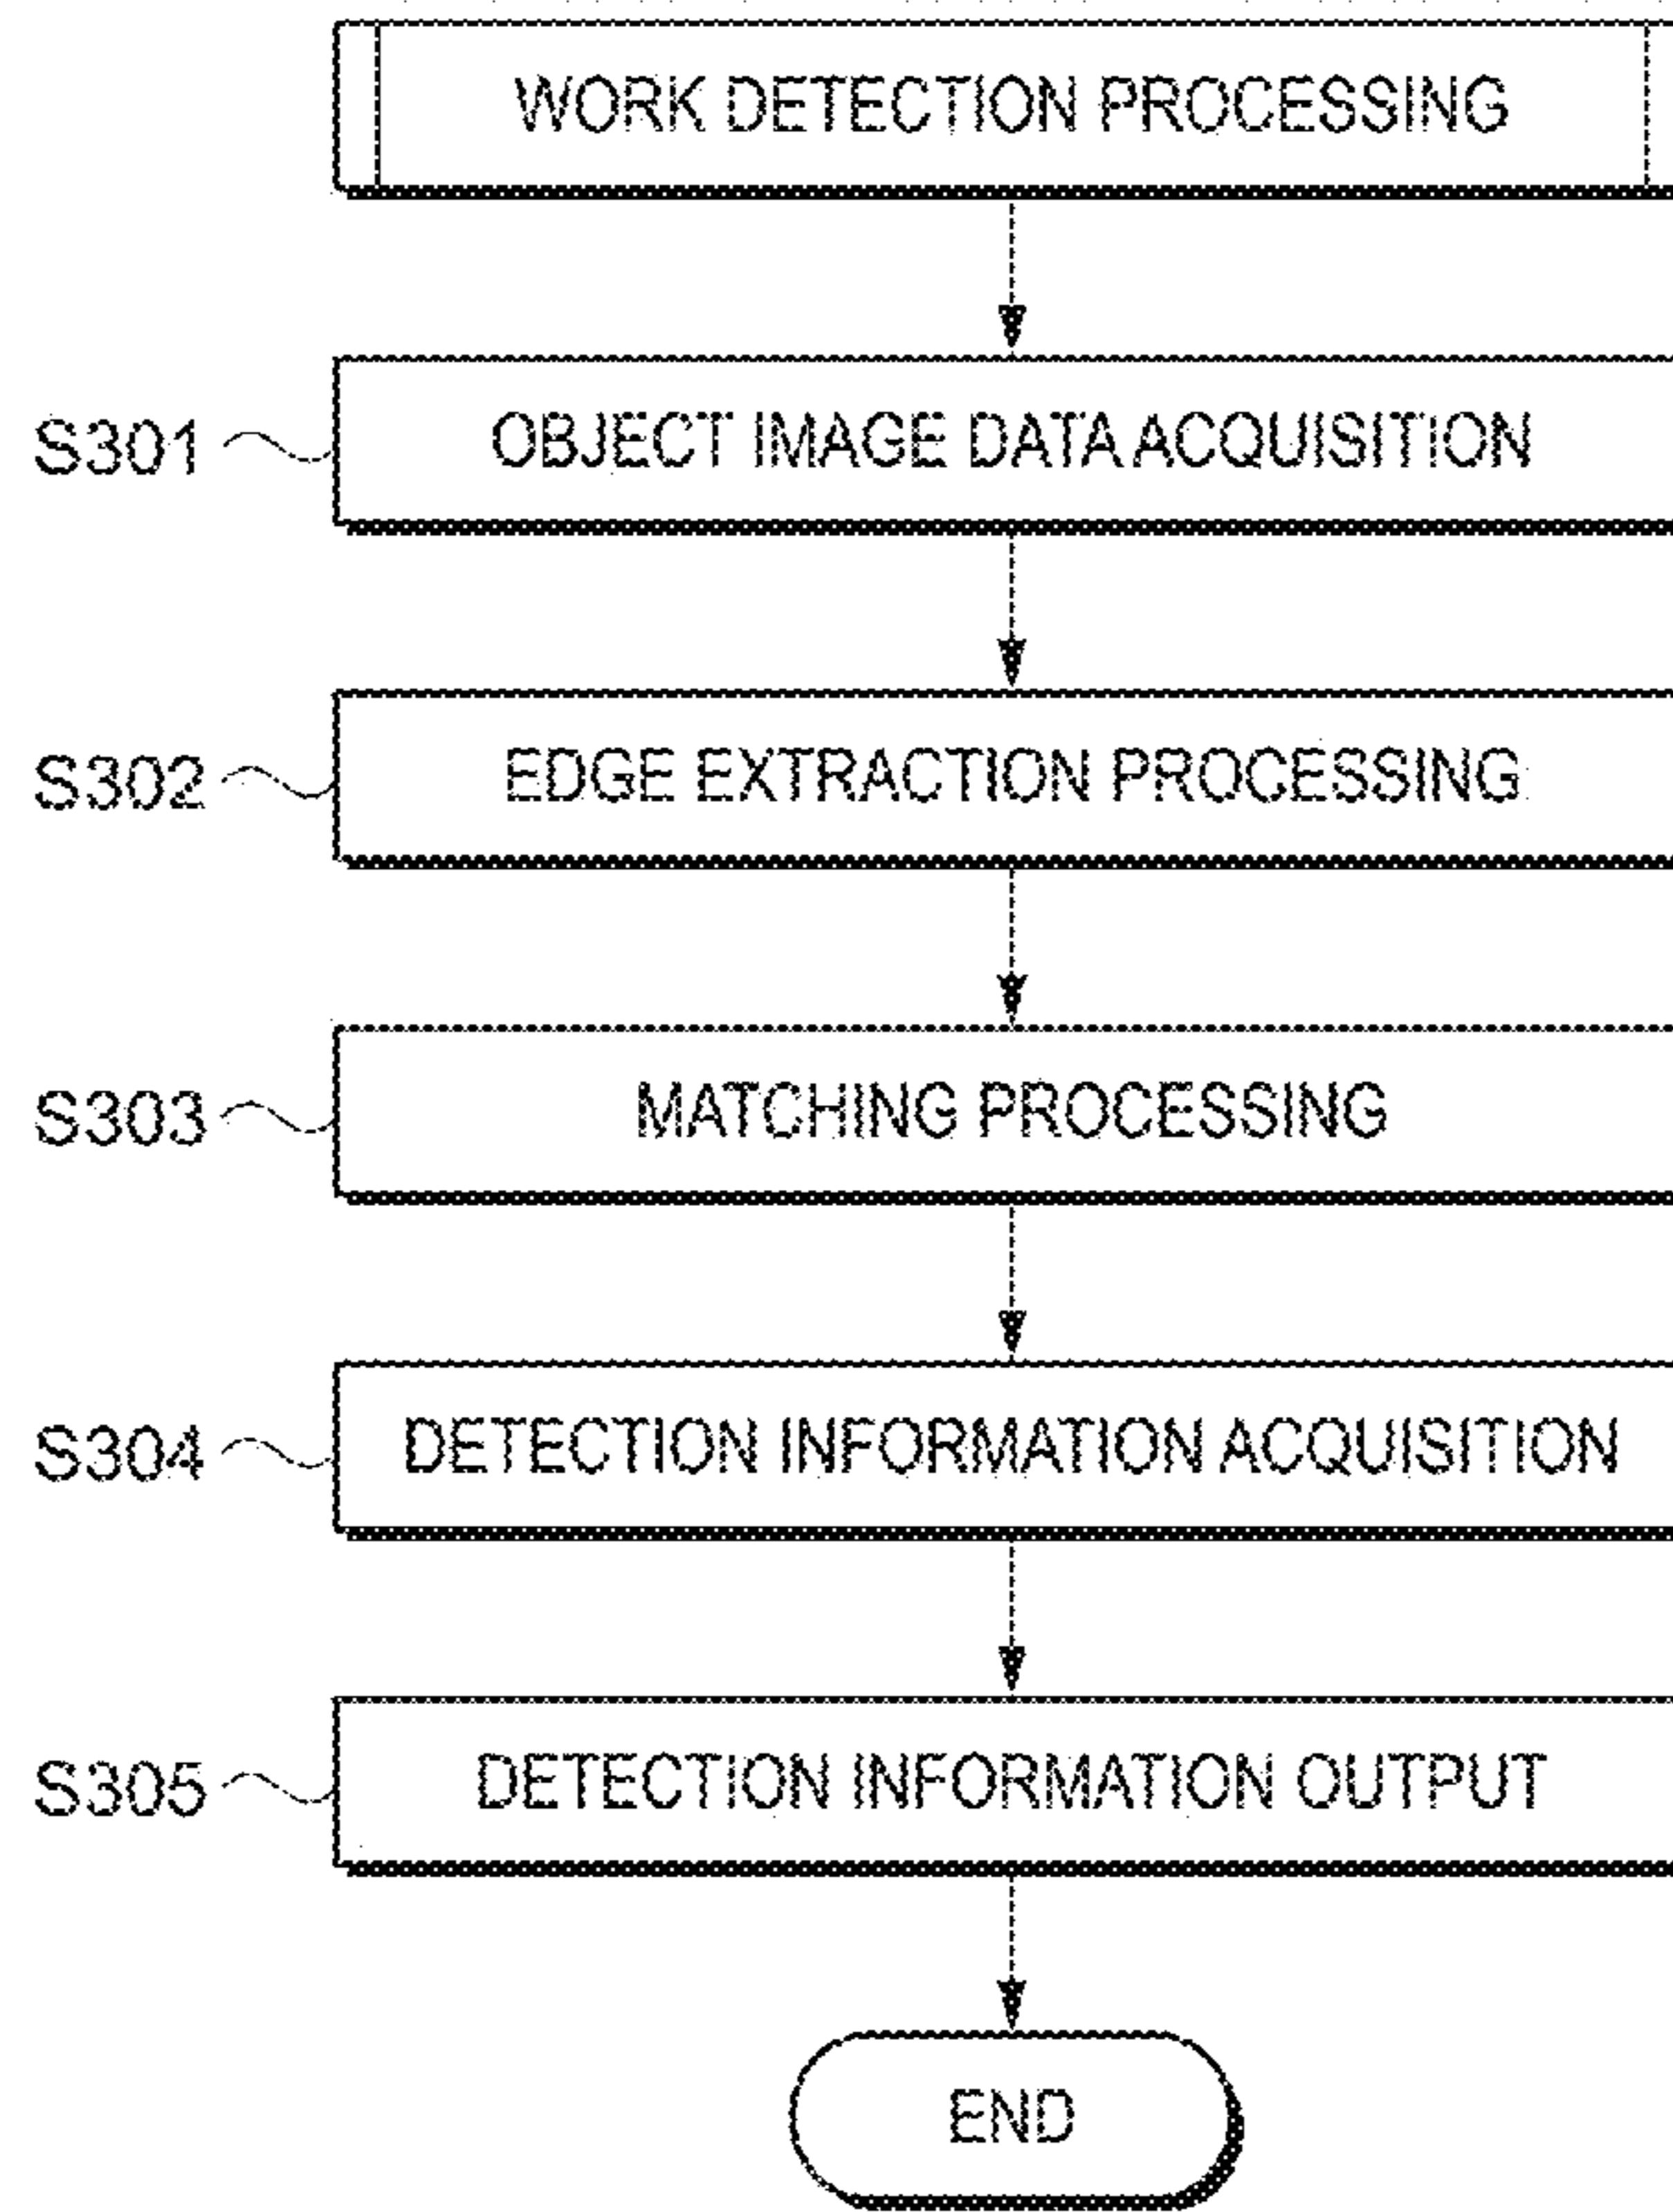 WORK DETECTION PROCESSING
S301 OBJECT IMAGE DATA ACQUISITION
S302 EDGE EXTRACTION PROCESSING
S303 MATCHING PROCESSING
S304 DETECTION INFORMATION ACQUISITION
S305 DETECTION INFORMATION OUTPUT
END